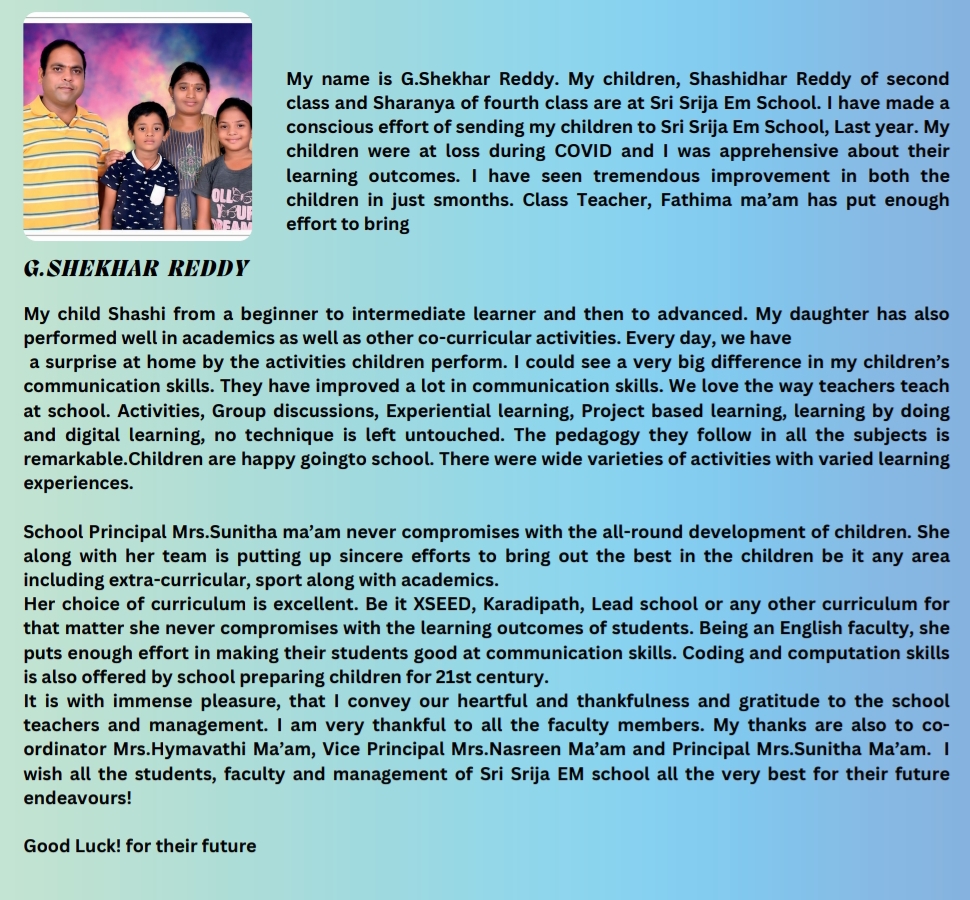 My name is G.Shekhar Reddy. My children, Shashidhar Reddy of second
class and Sharanya of fourth class are at Sri Srija Em School. I have made a
conscious effort of sending my children to Sri Srija Em School, Last year. My
children were at loss during COVID and I was apprehensive about their
learning outcomes. I have seen tremendous improvement in both the
children in just smonths. Class Teacher, Fathima ma’am has put enough
effort to bring
G.SHEKHAR REDDY
My child Shashi from a beginner to intermediate learner and then to advanced. My daughter has also
performed well in academics as well as other co-curricular activities. Every day, we have
a surprise at home by the activities children perform. I could see a very big difference in my children’s
communication skills. They have improved a lot in communication skills. We love the way teachers teach
at school. Activities, Group discussions, Experiential learning, Project based learning, learning by doing
and digital learning, no technique is left untouched. The pedagogy they follow in all the subjects is
remarkable.Children are happy goingto school. There were wide varieties of activities with varied learning
experiences.
School Principal Mrs.Sunitha ma’am never compromises with the all-round development of children. She
along with her team is putting up sincere efforts to bring out the best in the children be it any area
including extra-curricular, sport along with academics.
Her choice of curriculum is excellent. Be it XSEED, Karadipath, Lead school or any other curriculum for
that matter she never compromises with the learning outcomes of students. Being an English faculty, she
puts enough effort in making their students good at communication skills. Coding and computation skills
is also offered by school preparing children for 21st century.
It is with immense pleasure, that I convey our heartful and thankfulness and gratitude to the school
teachers and management. I am very thankful to all the faculty members. My thanks are also to co-
ordinator Mrs.Hymavathi Ma’am, Vice Principal Mrs.Nasreen Ma’am and Principal Mrs.Sunitha Ma’am. I
wish all the students, faculty and management of Sri Srija EM school all the very best for their future
endeavours!
Good Luck! for their future